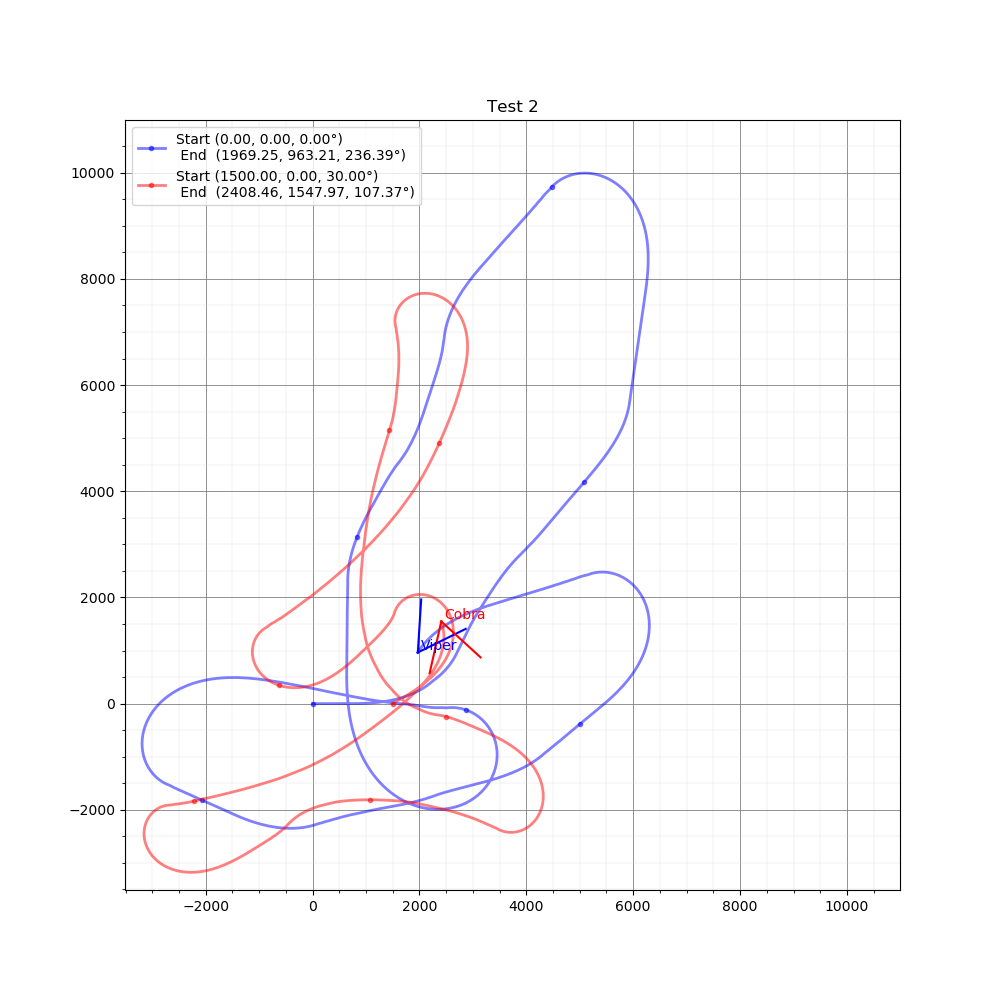 Test 2
Start (0.00, 0.00, 0.00°)
End (1969.25, 963.21, 236.39°)
Start (1500.00, 0.00, 30.00°)
End (2408.46, 1547.97, 107.37°)
10000
8000
6000
4000
2000
0
−2000
Cobra
Viper
−2000 0 2000 4000 6000 8000 10000